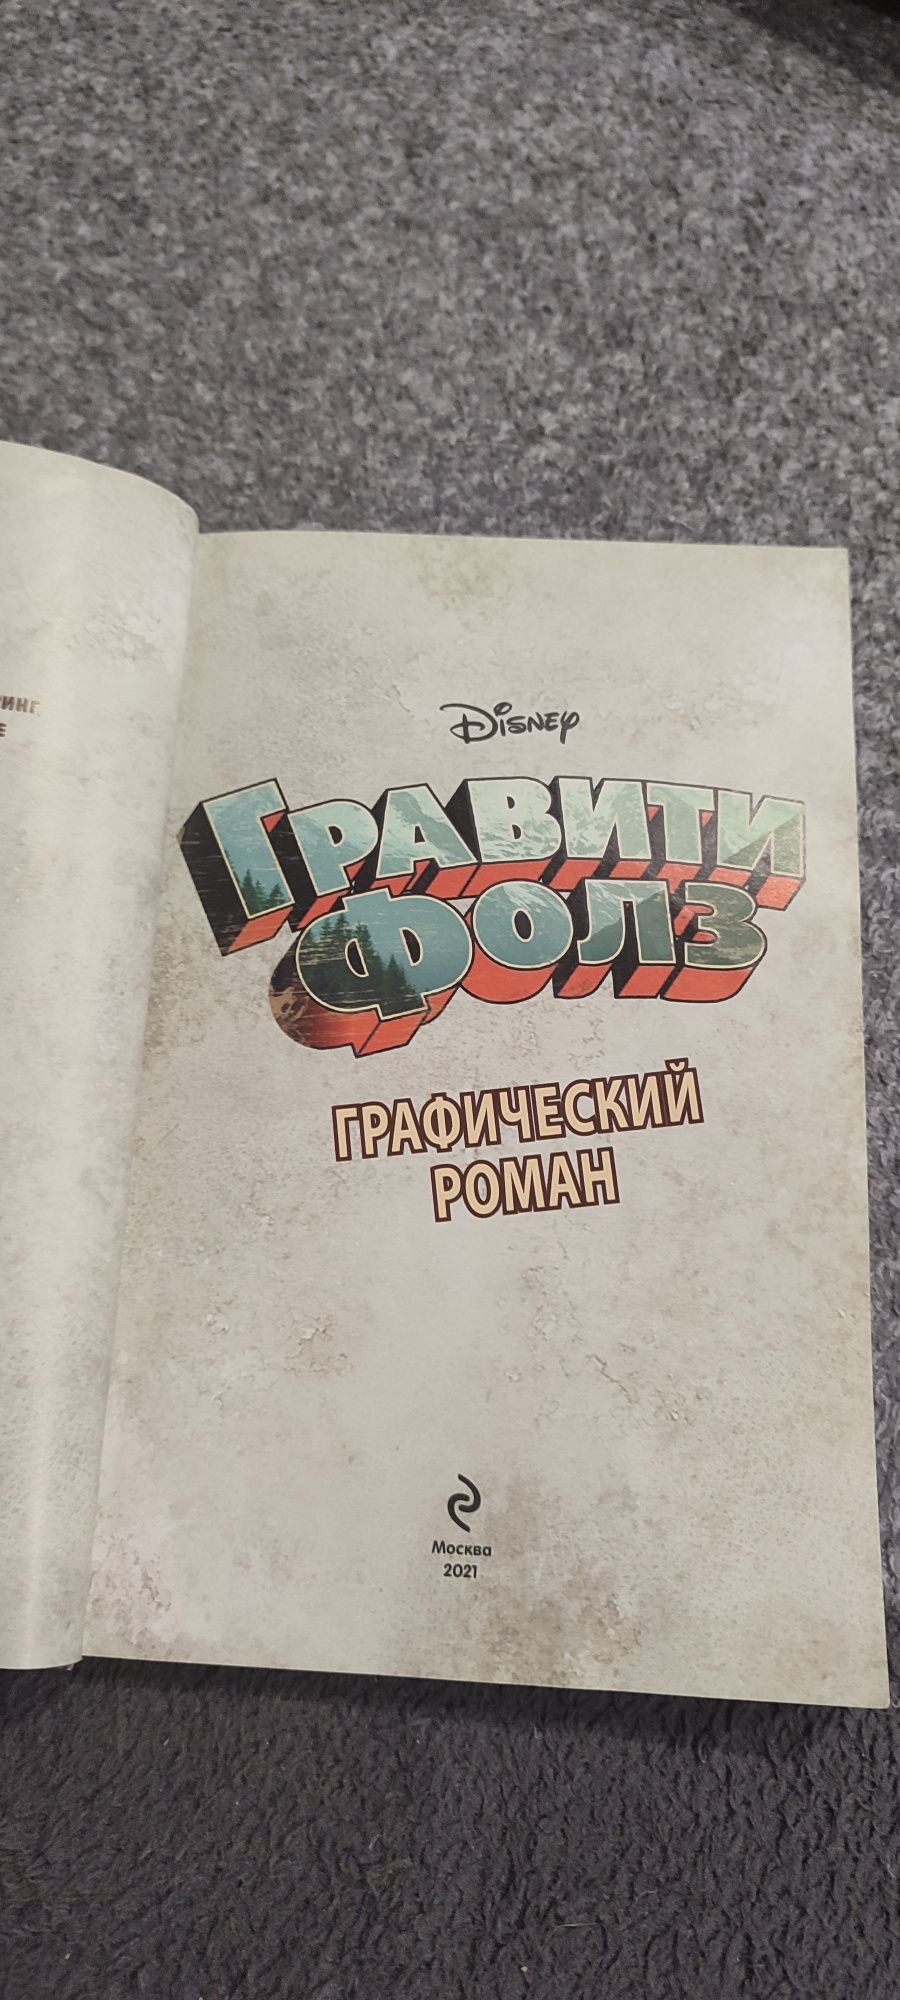 Disney
ГРАВИТИ
ФОЛЗ
ГРАФИЧЕСКИЙ
РОМАН
Москва
2021